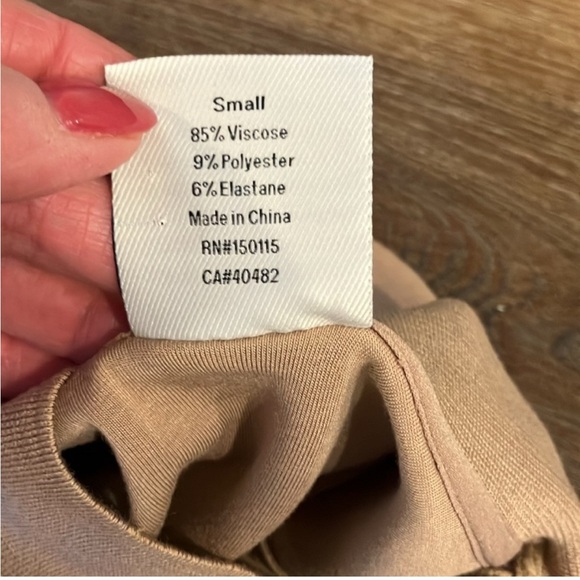 Small
85% Viscose
9% Polyester
6% Elastane
Made in China
RN#150115
CA#40482